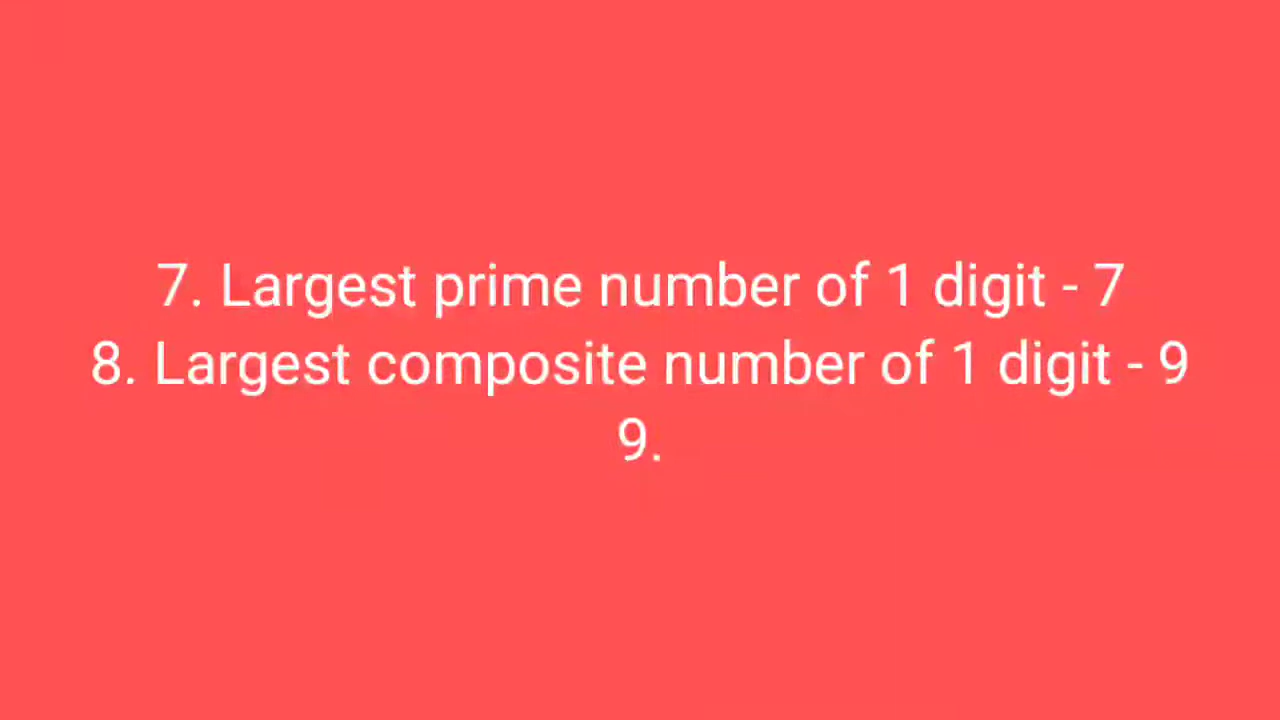 7. Largest prime number of 1 digit - 7
8. Largest composite number of 1 digit - 9
9.